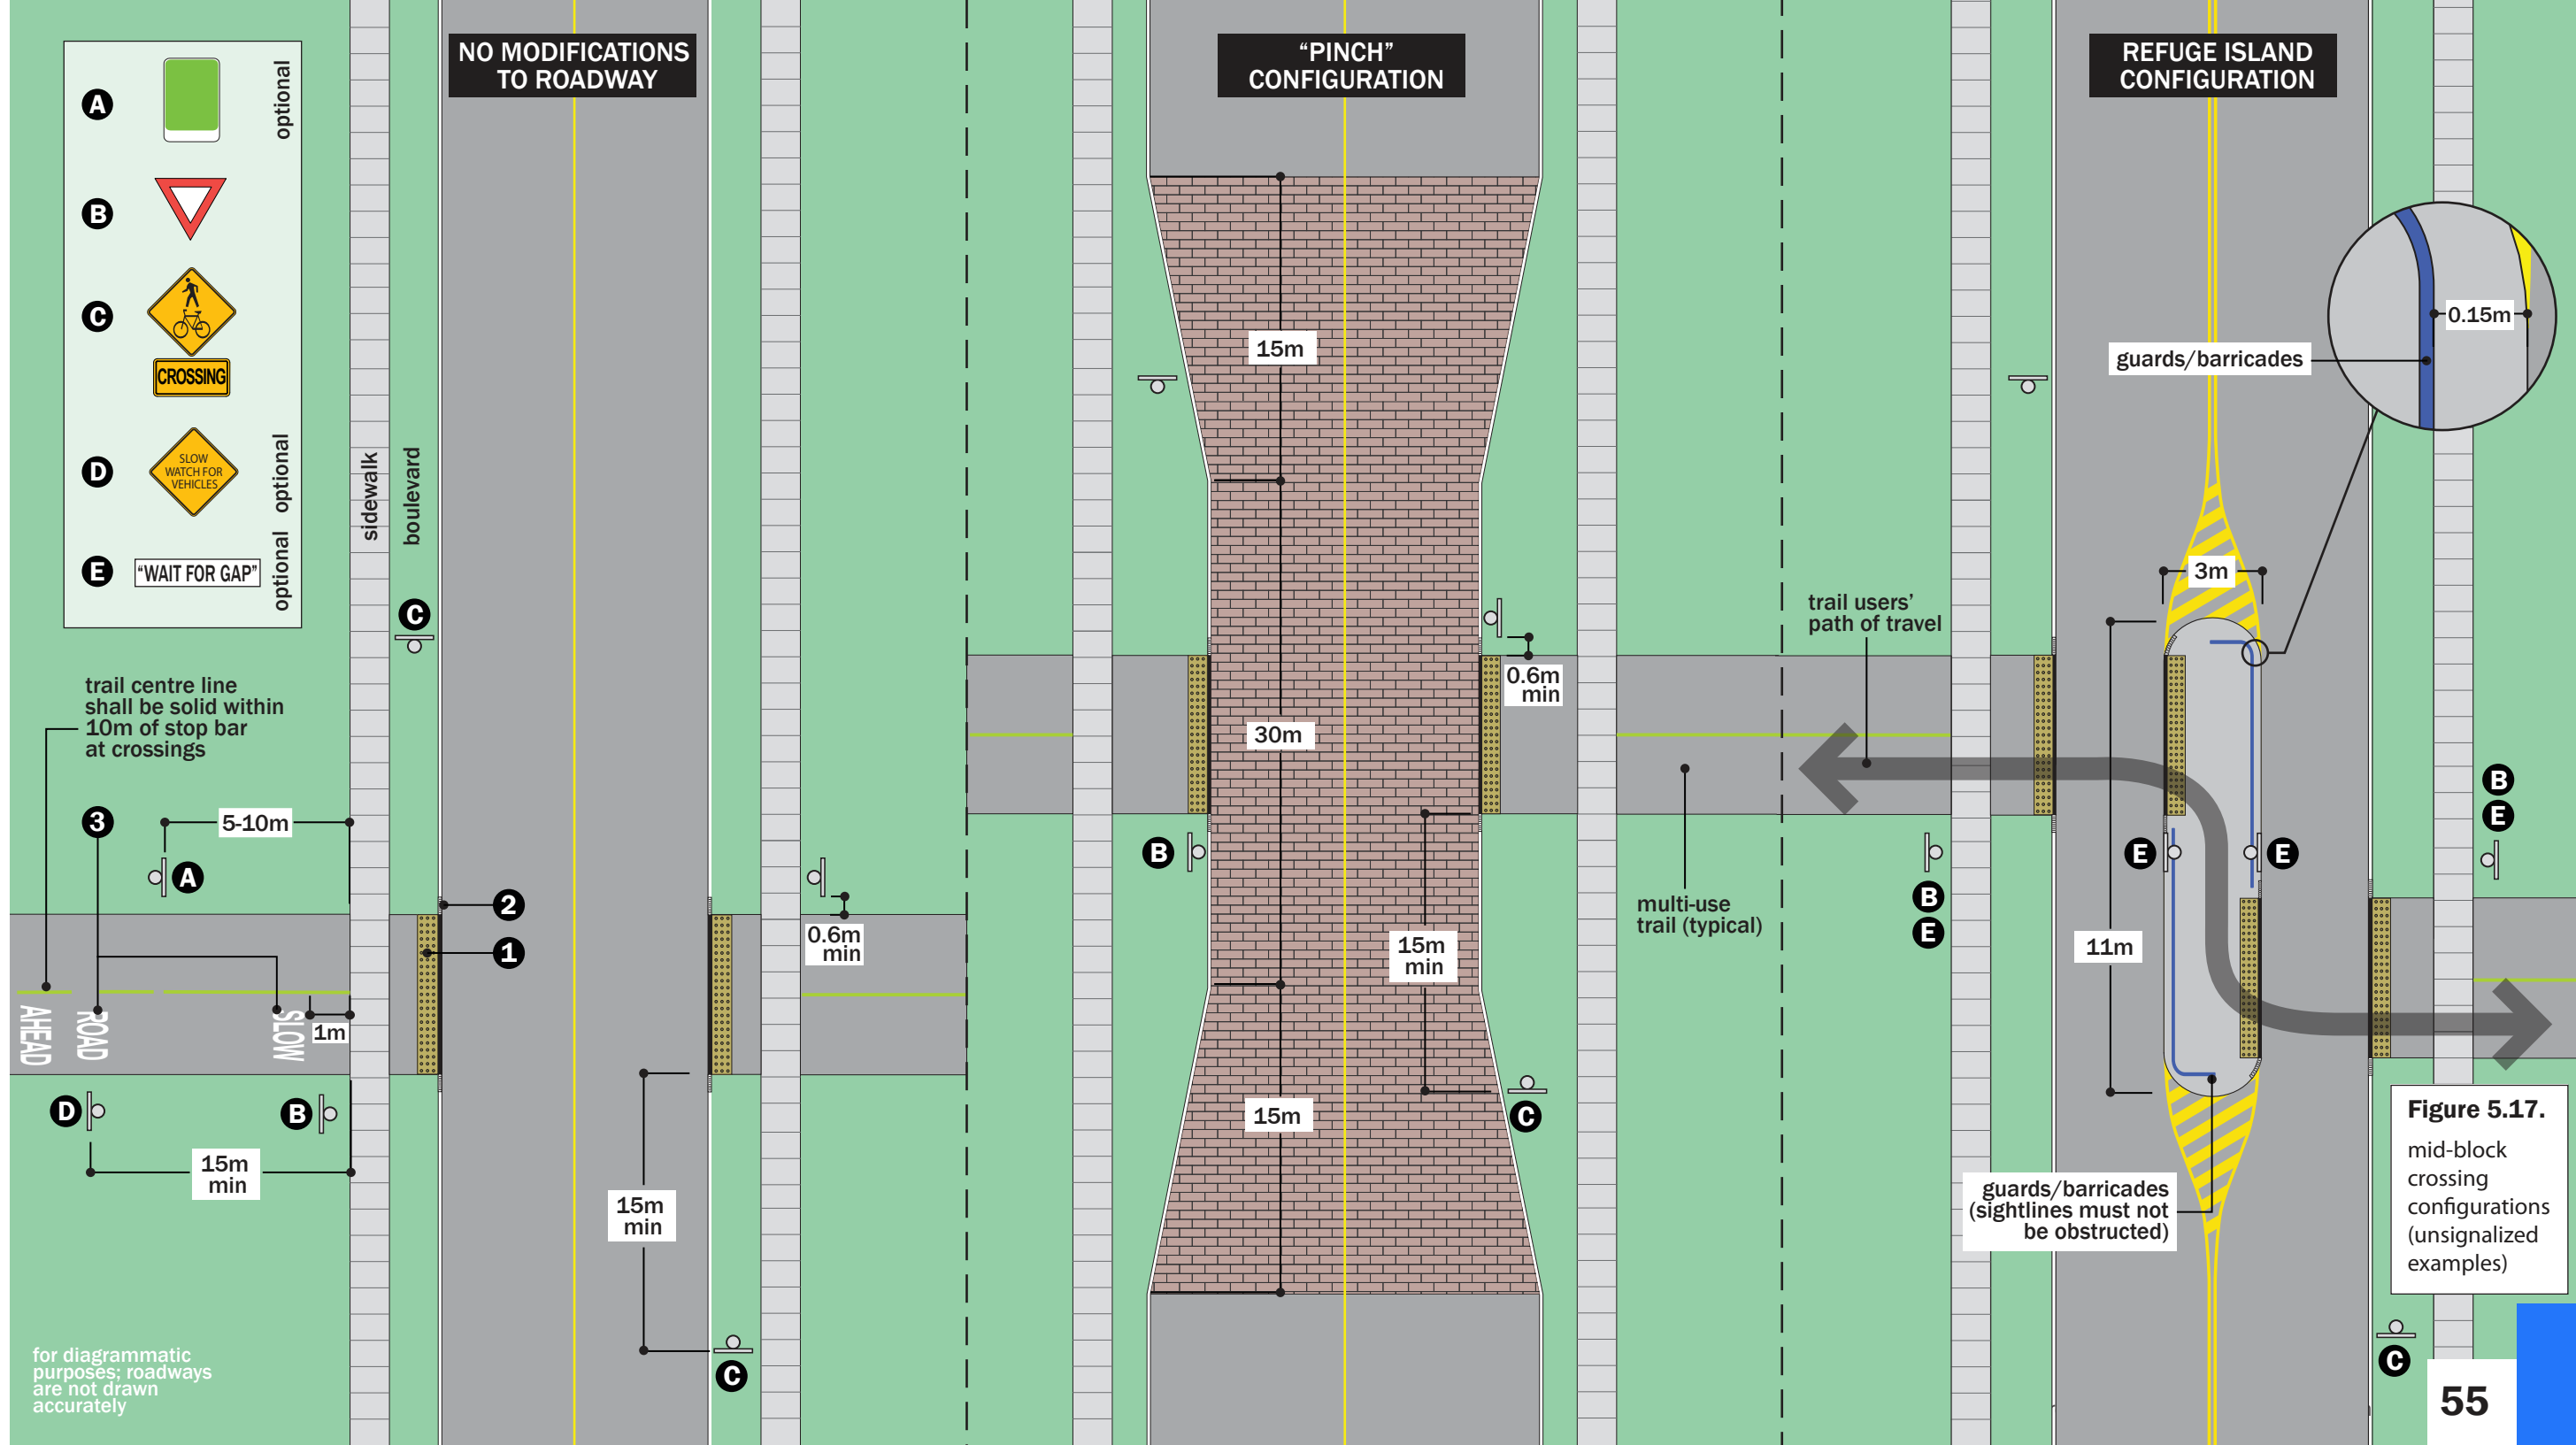 NO MODIFICATIONS
TO ROADWAY
“PINCH”
CONFIGURATION
REFUGE ISLAND
CONFIGURATION
A
optional
B
C
CROSSING
D
SLOW
WATCH FOR
VEHICLES
optional
E
“WAIT FOR GAP”
optional
sidewalk
boulevard
C
trail centre line
shall be solid within
10m of stop bar
at crossings
3
5-10m
A
2
1
AHEAD
ROAD
SLOW
1m
D
B
15m
min
0.6m
min
15m
min
C
for diagrammatic
purposes; roadways
are not drawn
accurately
15m
30m
15m
0.6m
min
B
15m
min
C
trail users’
path of travel
multi-use
trail (typical)
B
E
guards/barricades
0.15m
3m
11m
E
E
B
E
guards/barricades
(sightlines must not
be obstructed)
C
Figure 5.17.
mid-block
crossing
configurations
(unsignalized
examples)
55